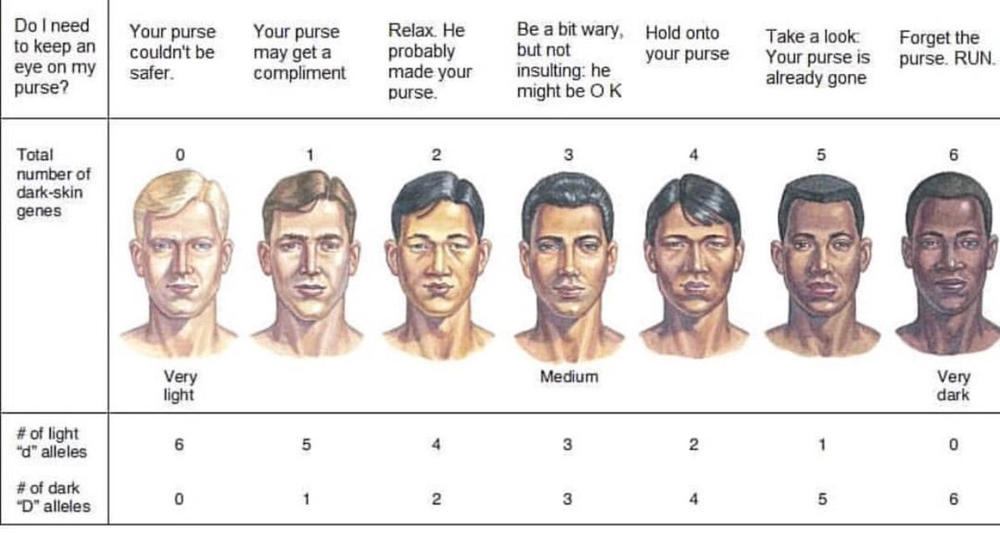 Do I need
to keep an
eye on my
purse?
Your purse
couldn't be
safer.
Your purse
may get a
compliment
Relax. He
probably
made your
purse.
Be a bit wary,
but not
insulting: he
might be O K
Hold onto
your purse
Take a look:
Your purse is
already gone
Forget the
purse. RUN.
Total
number of
dark-skin
genes
0 1 2 3 4 5 6
Very
light
Medium
Very
dark
# of light
"d" alleles
6 5 4 3 2 1 0
# of dark
"D" alleles
0 1 2 3 4 5 6